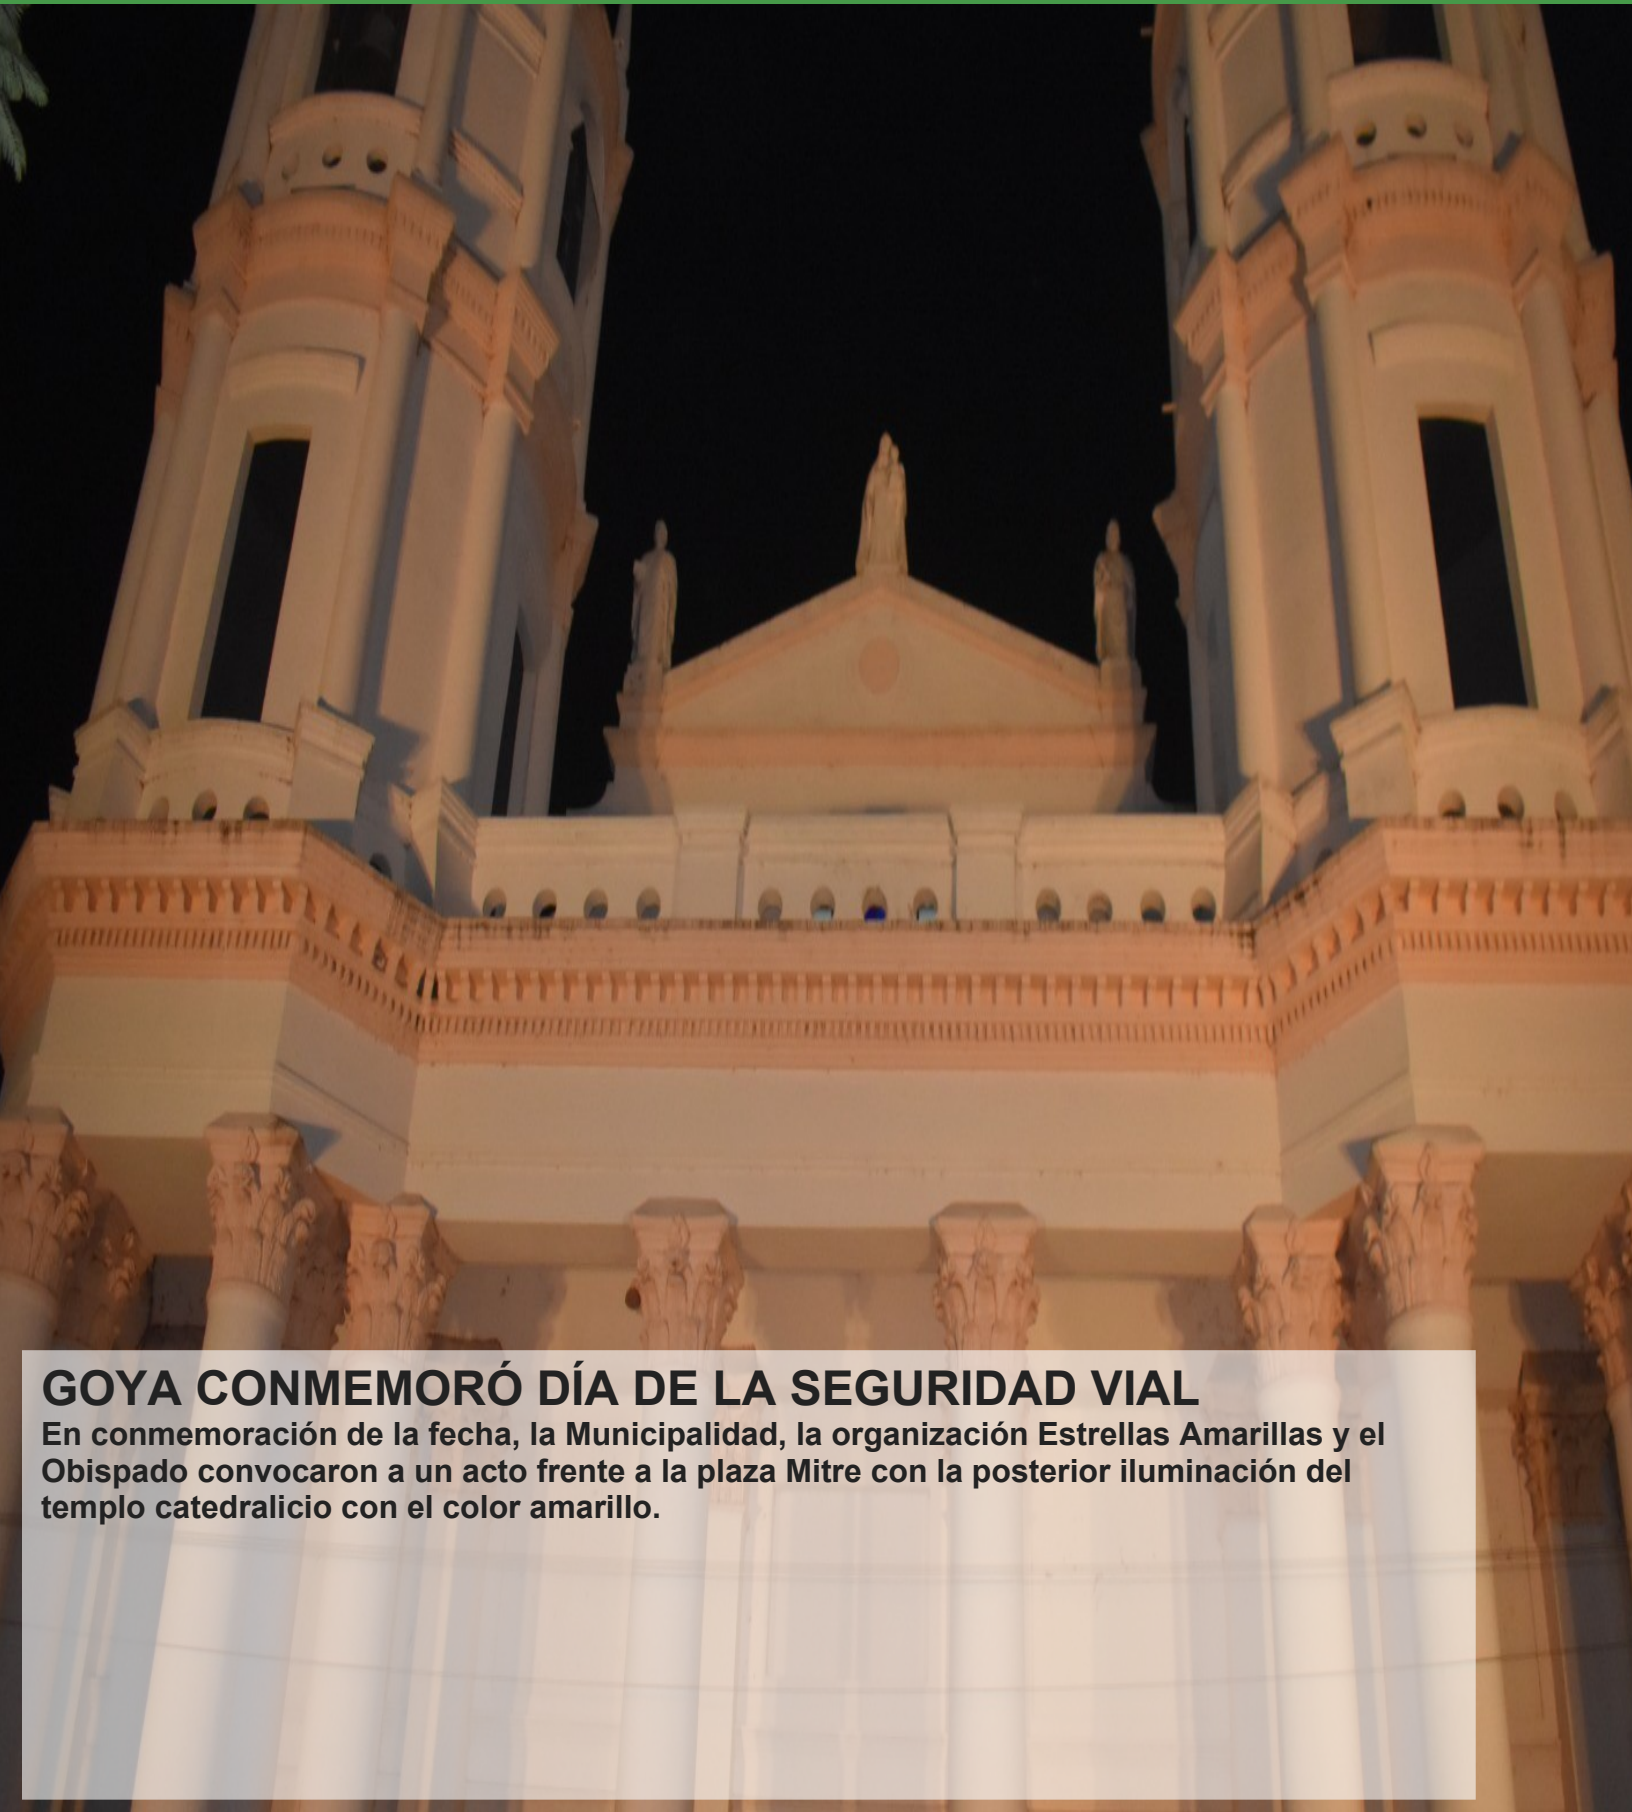 GOYA CONMEMORÓ DÍA DE LA SEGURIDAD VIAL
En conmemoración de la fecha, la Municipalidad, la organización Estrellas Amarillas y el
Obispado convocaron a un acto frente a la plaza Mitre con la posterior iluminación del
templo catedralicio con el color amarillo.